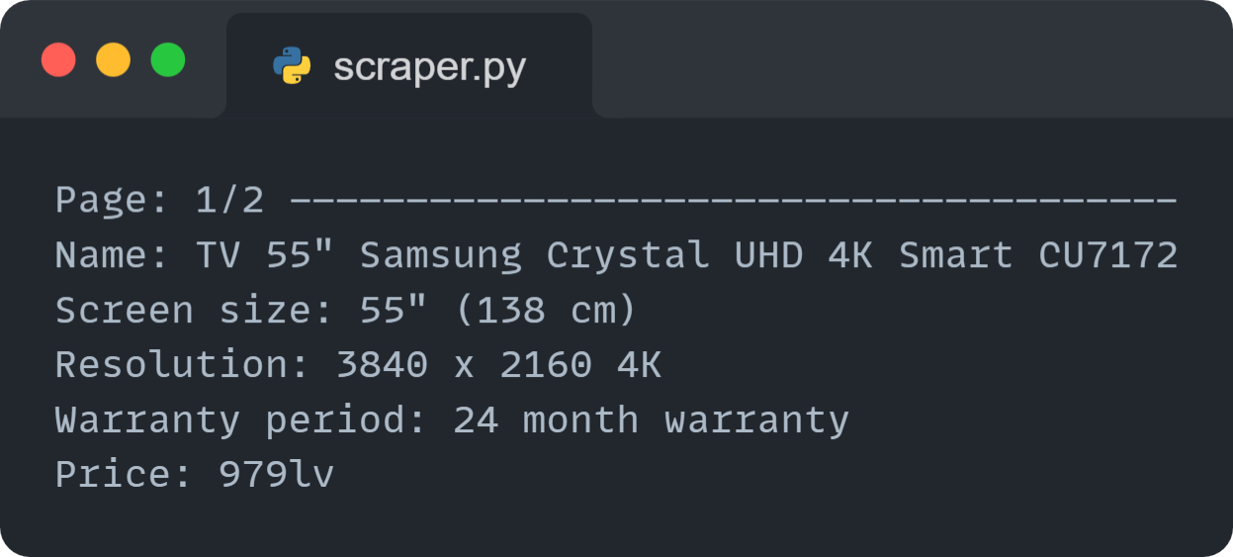 scraper.py
Page: 1/2 --------------------------------------
Name: TV 55" Samsung Crystal UHD 4K Smart CU7172
Screen size: 55" (138 cm)
Resolution: 3840 x 2160 4K
Warranty period: 24 month warranty
Price: 979lv